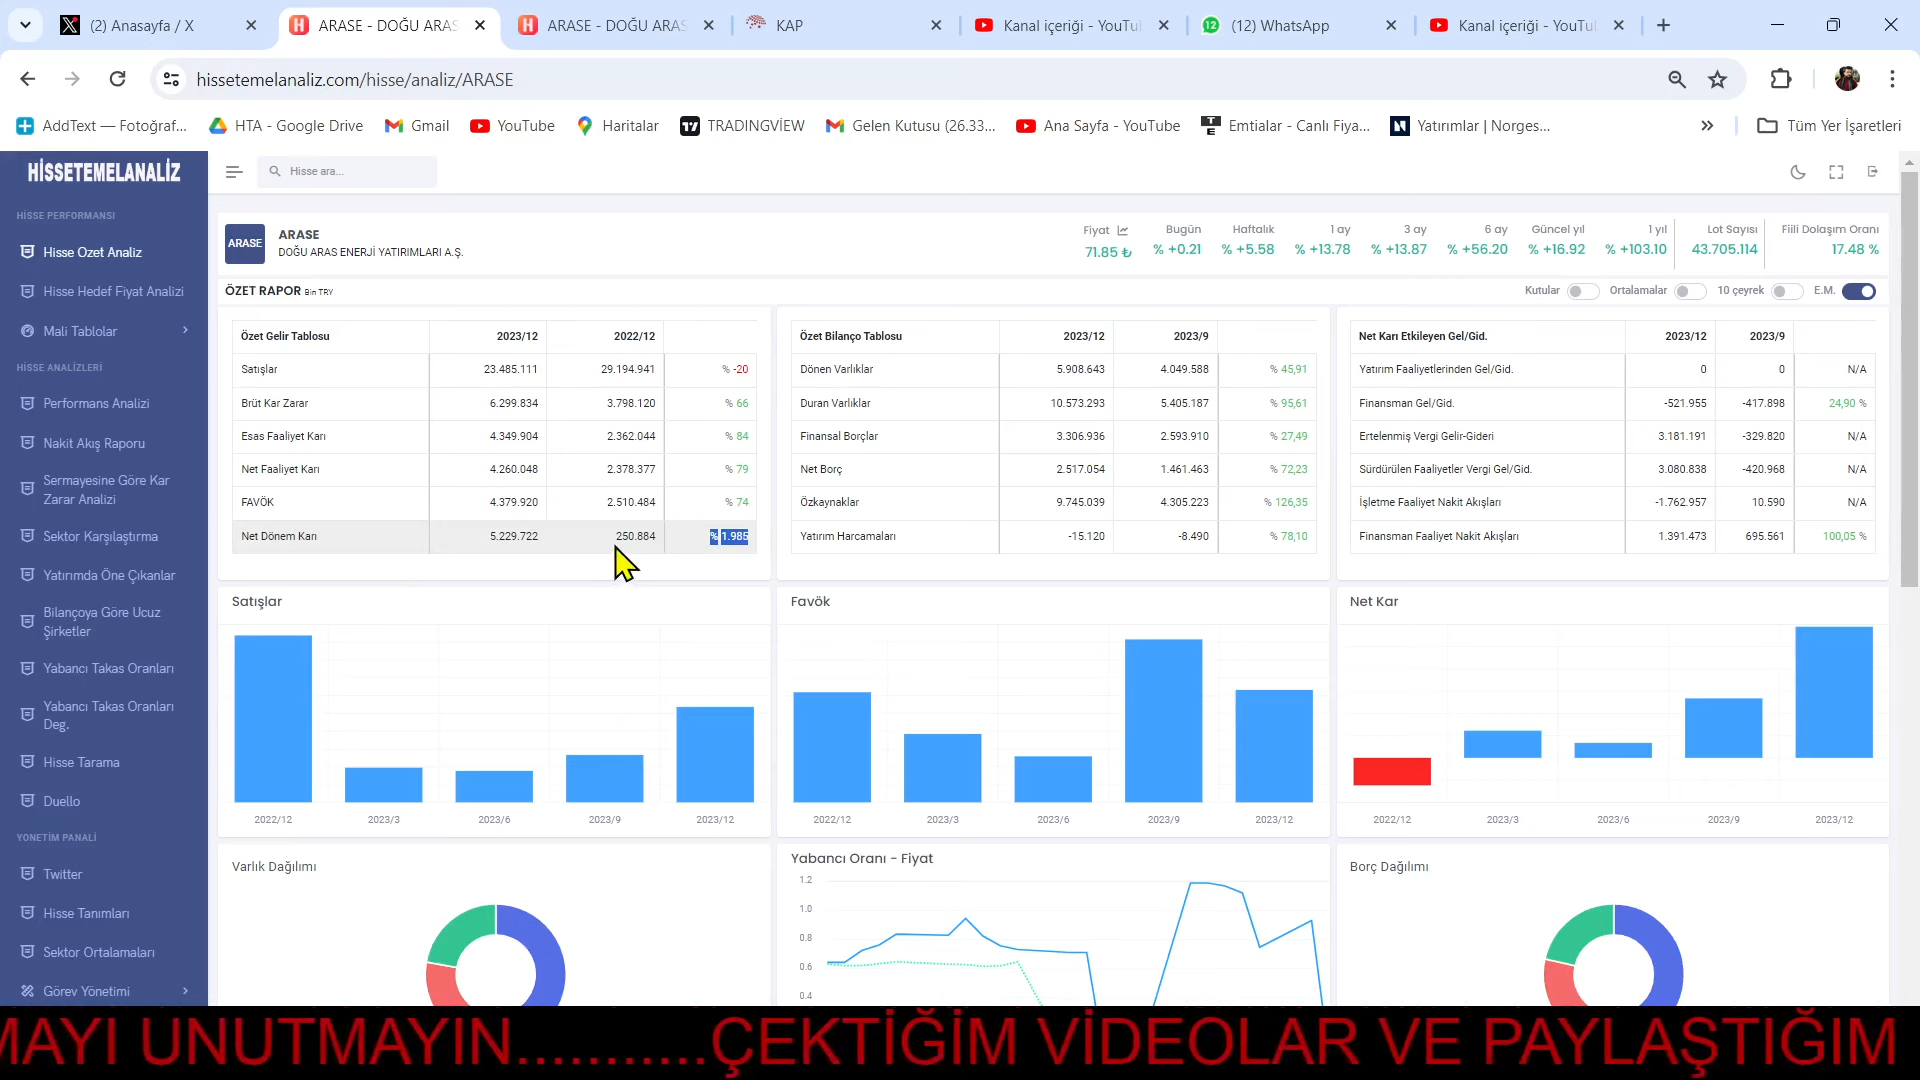 (2) Anasayfa / X
ARASE - DOĞU ARAS
ARASE - DOĞU ARAS
KAP
Kanal içeriği - YouTu
(12) WhatsApp
Kanal içeriği - YouTu
hissetemelanaliz.com/hisse/analiz/ARASE
AddText — Fotoğraf...
HTA - Google Drive
Gmail
YouTube
Haritalar
TRADINGVİEW
Gelen Kutusu (26.33...
Ana Sayfa - YouTube
Emtialar - Canlı Fiya...
Yatırımlar | Norges...
Tüm Yer İşaretleri
HİSSETEMELANALİZ
Hisse ara...
HİSSE PERFORMANSI
Hisse Ozet Analiz
Hisse Hedef Fiyat Analizi
Mali Tablolar
HİSSE ANALİZLERİ
Performans Analizi
Nakit Akış Raporu
Sermayesine Göre Kar
Zarar Analizi
Sektor Karşılaştırma
Yatırımda Öne Çıkanlar
Bilançoya Göre Ucuz
Şirketler
Yabancı Takas Oranları
Yabancı Takas Oranları
Deg.
Hisse Tarama
Duello
YONETİM PANALİ
Twitter
Hisse Tanımları
Sektor Ortalamaları
Görev Yönetimi
ARASE
ARASE
DOĞU ARAS ENERJİ YATIRIMLARI A.Ş.
Fiyat Bugün Haftalık 1 ay 3 ay 6 ay Güncel yıl 1 yıl Lot Sayısı Fiili Dolaşım Oranı
71.85 ₺ % +0.21 % +5.58 % +13.78 % +13.87 % +56.20 % +16.92 % +103.10 43.705.114 17.48 %
ÖZET RAPOR Bin TRY
Kutular Ortalamalar 10 çeyrek E.M.
Özet Gelir Tablosu 2023/12 2022/12
Satışlar 23.485.111 29.194.941 % -20
Brüt Kar Zarar 6.299.834 3.798.120 % 66
Esas Faaliyet Karı 4.349.904 2.362.044 % 84
Net Faaliyet Karı 4.260.048 2.378.377 % 79
FAVÖK 4.379.920 2.510.484 % 74
Net Dönem Karı 5.229.722 250.884 % 1.985
Özet Bilanço Tablosu 2023/12 2023/9
Dönen Varlıklar 5.908.643 4.049.588 % 45,91
Duran Varlıklar 10.573.293 5.405.187 % 95,61
Finansal Borçlar 3.306.936 2.593.910 % 27,49
Net Borç 2.517.054 1.461.463 % 72,23
Özkaynaklar 9.745.039 4.305.223 % 126,35
Yatırım Harcamaları -15.120 -8.490 % 78,10
Net Karı Etkileyen Gel/Gid. 2023/12 2023/9
Yatırım Faaliyetlerinden Gel/Gid. 0 0 N/A
Finansman Gel/Gid. -521.955 -417.898 24,90 %
Ertelenmiş Vergi Gelir-Gideri 3.181.191 -329.820 N/A
Sürdürülen Faaliyetler Vergi Gel/Gid. 3.080.838 -420.968 N/A
İşletme Faaliyet Nakit Akışları -1.762.957 10.590 N/A
Finansman Faaliyet Nakit Akışları 1.391.473 695.561 100,05 %
Satışlar
2022/12 2023/3 2023/6 2023/9 2023/12
Favök
2022/12 2023/3 2023/6 2023/9 2023/12
Net Kar
2022/12 2023/3 2023/6 2023/9 2023/12
Varlık Dağılımı
Yabancı Oranı - Fiyat
1.2
1.0
0.8
0.6
0.4
Borç Dağılımı
MAYI UNUTMAYIN...........ÇEKTİĞİM VİDEOLAR VE PAYLAŞTIĞIM